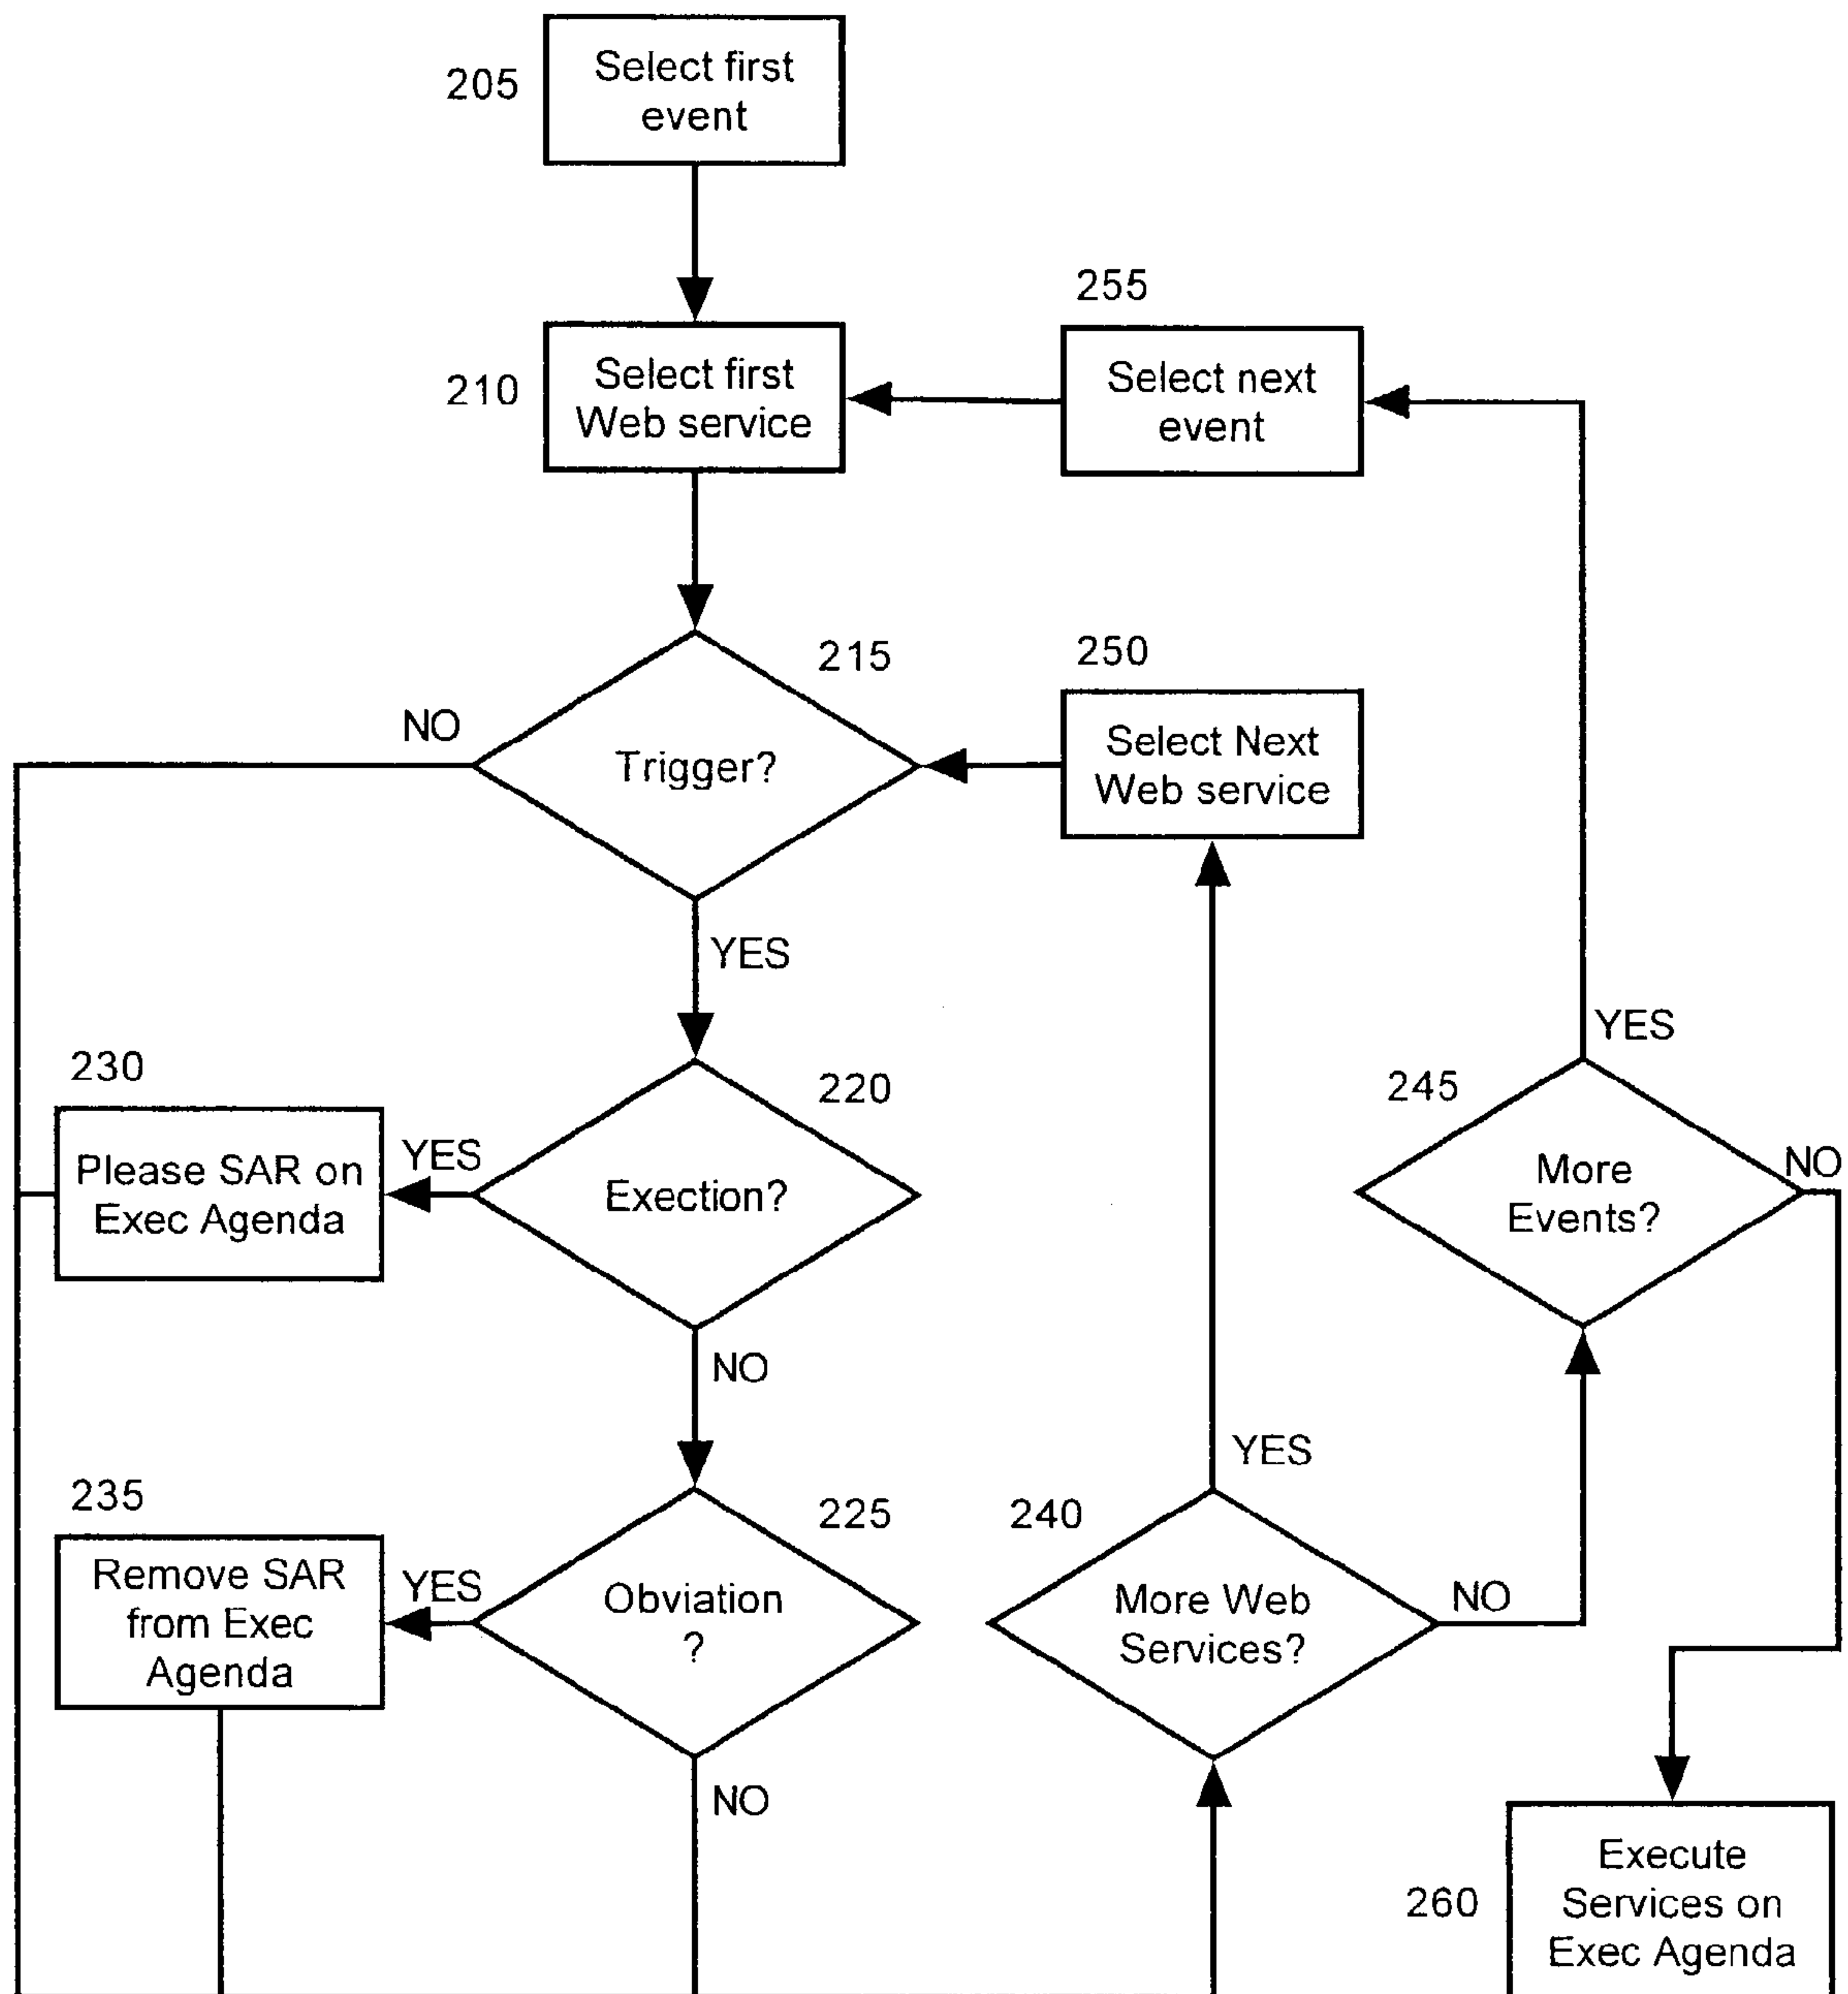 205
Select first
event
255
210
Select first
Web service
Select next
event
215
250
NO
Trigger?
Select Next
Web service
YES
YES
230
220
245
Please SAR on
Exec Agenda
YES
Exection?
More
Events?
NO
NO
YES
235
225
240
Remove SAR
from Exec
Agenda
YES
Obviation
?
More Web
Services?
NO
NO
260
Execute
Services on
Exec Agenda